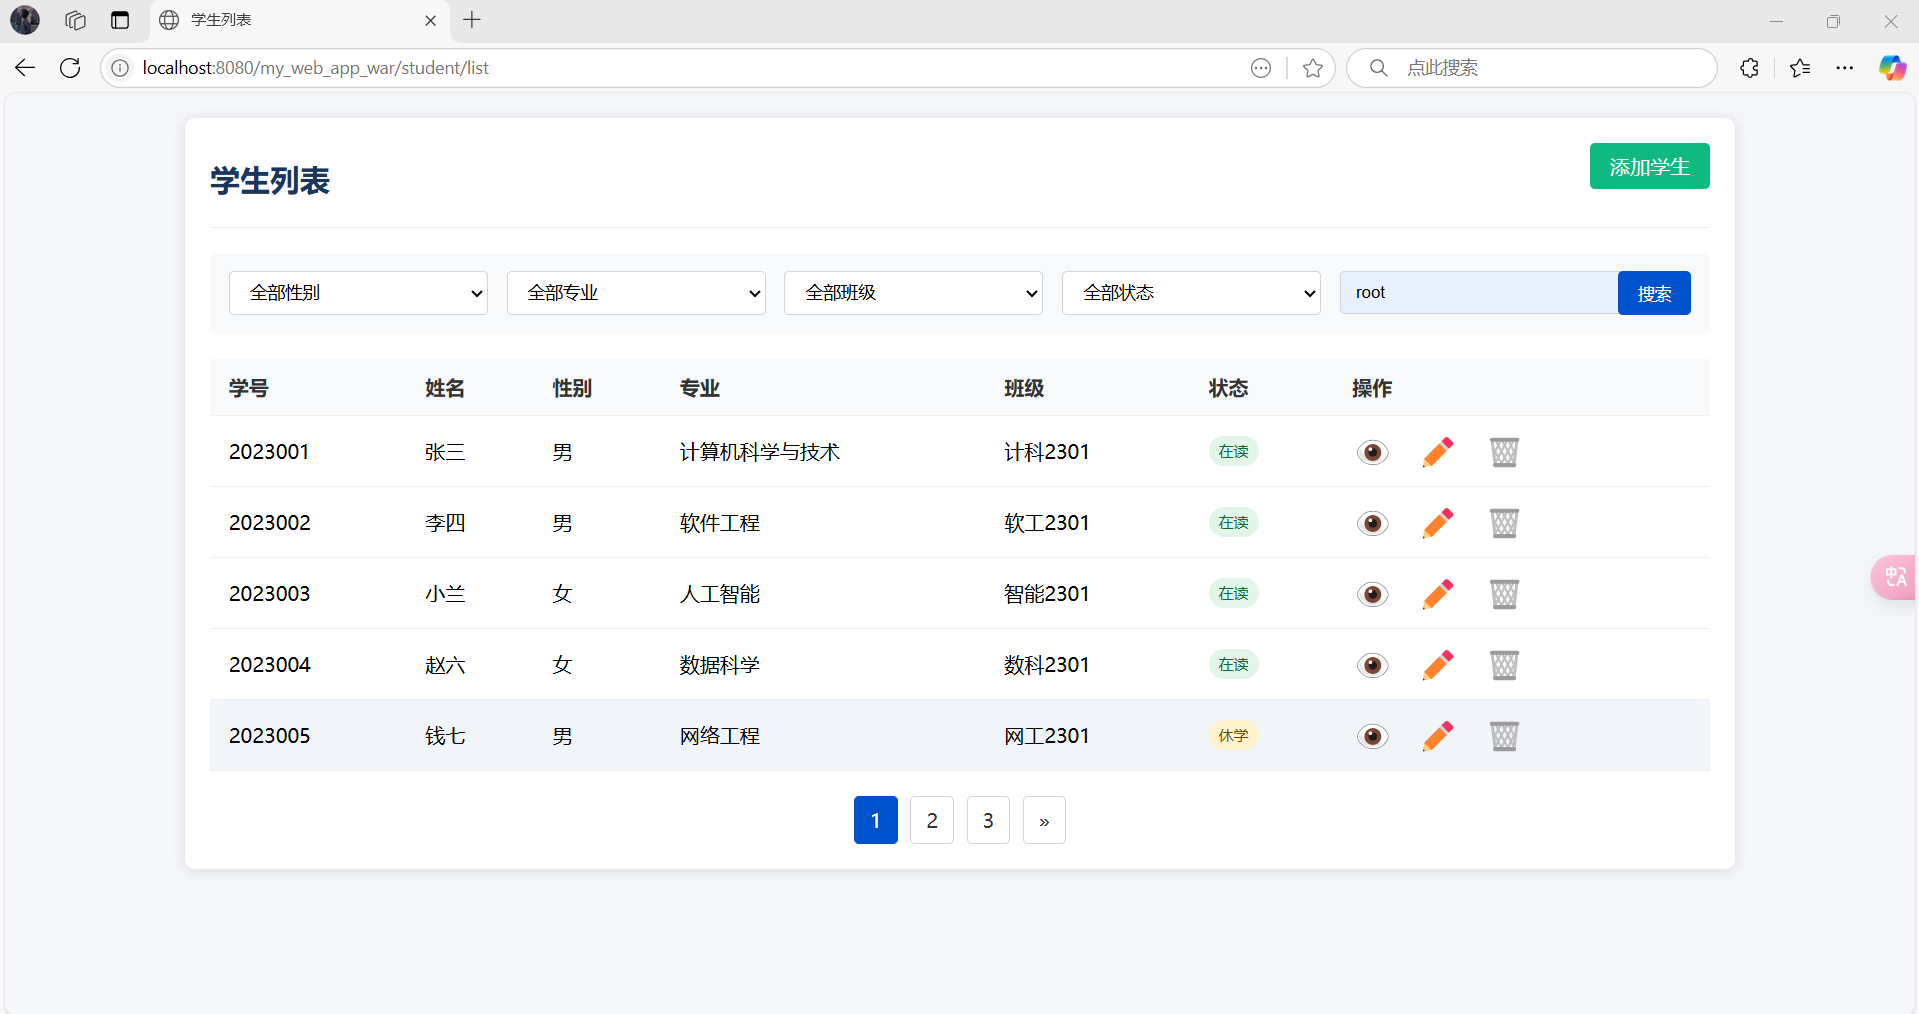 学生列表
localhost:8080/my_web_app_war/student/list
点此搜索
学生列表
添加学生
全部性别 全部专业 全部班级 全部状态 root 搜索
学号 姓名 性别 专业 班级 状态 操作
2023001 张三 男 计算机科学与技术 计科2301 在读
2023002 李四 男 软件工程 软工2301 在读
2023003 小兰 女 人工智能 智能2301 在读
2023004 赵六 女 数据科学 数科2301 在读
2023005 钱七 男 网络工程 网工2301 休学
1 2 3 »
中A